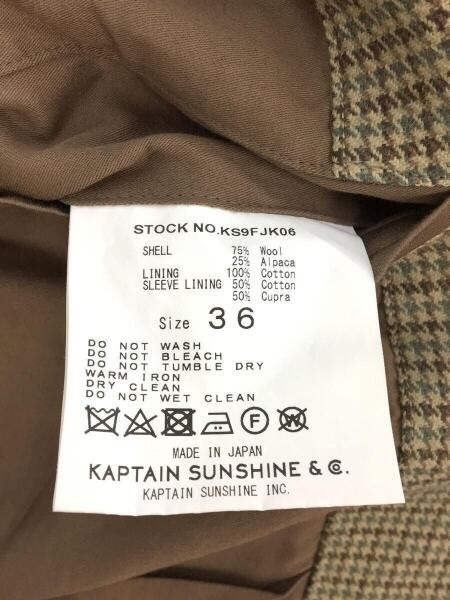 STOCK NO.KS9FJK06
SHELL 75% Wool
25% Alpaca
LINING 100% Cotton
SLEEVE LINING 50% Cotton
50% Cupra
Size 36
DO NOT WASH
DO NOT BLEACH
DO NOT TUMBLE DRY
WARM IRON
DRY CLEAN
DO NOT WET CLEAN
F W
MADE IN JAPAN
KAPTAIN SUNSHINE & Co.
KAPTAIN SUNSHINE INC.